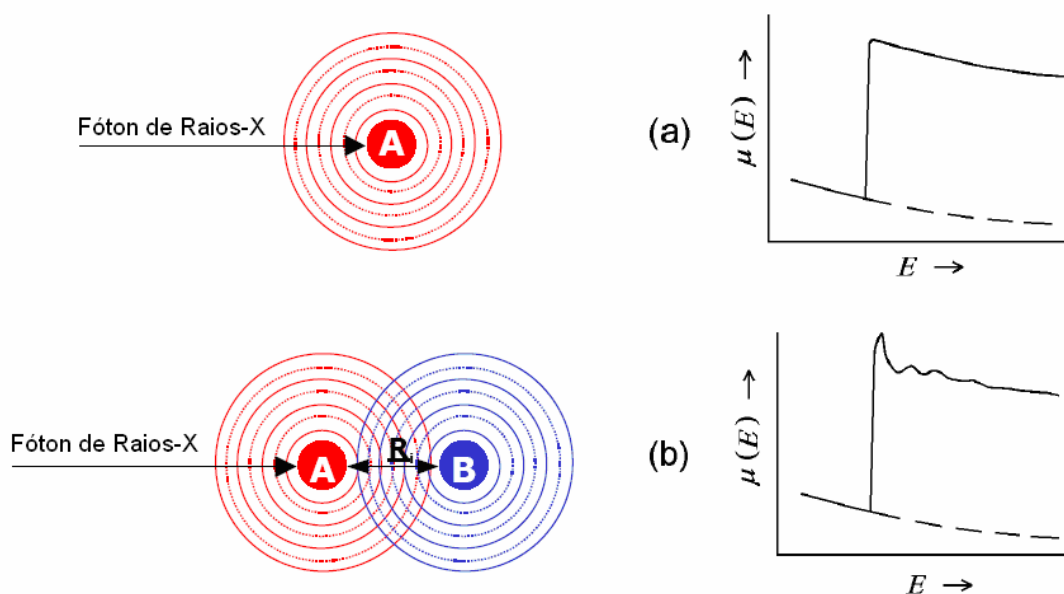 Fóton de Raios-X
A
(a)
μ (E) →
E →
Fóton de Raios-X
A
R
B
(b)
μ (E) →
E →